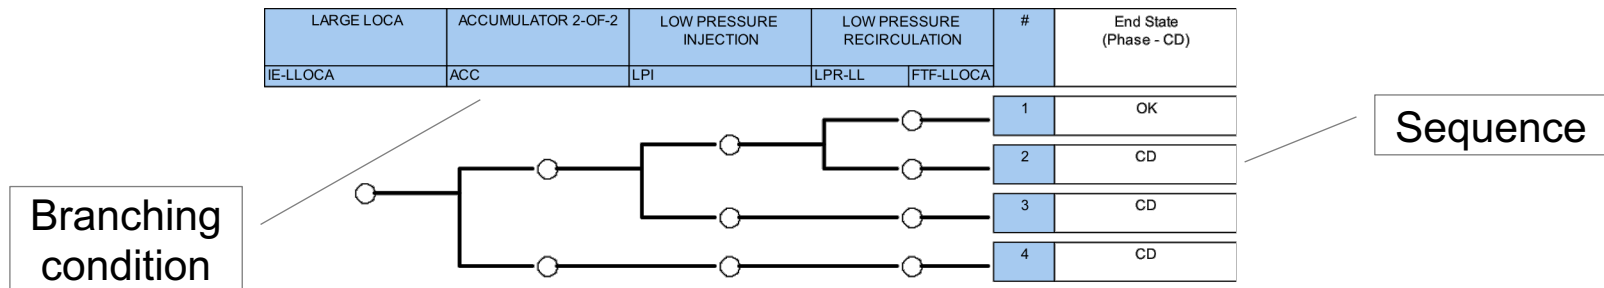 LARGE LOCA
ACCUMULATOR 2-OF-2
LOW PRESSURE
INJECTION
LOW PRESSURE
RECIRCULATION
#
End State
(Phase - CD)
IE-LLOCA
ACC
LPI
LPR-LL
FTF-LLOCA
1
OK
2
CD
3
CD
4
CD
Branching
condition
Sequence